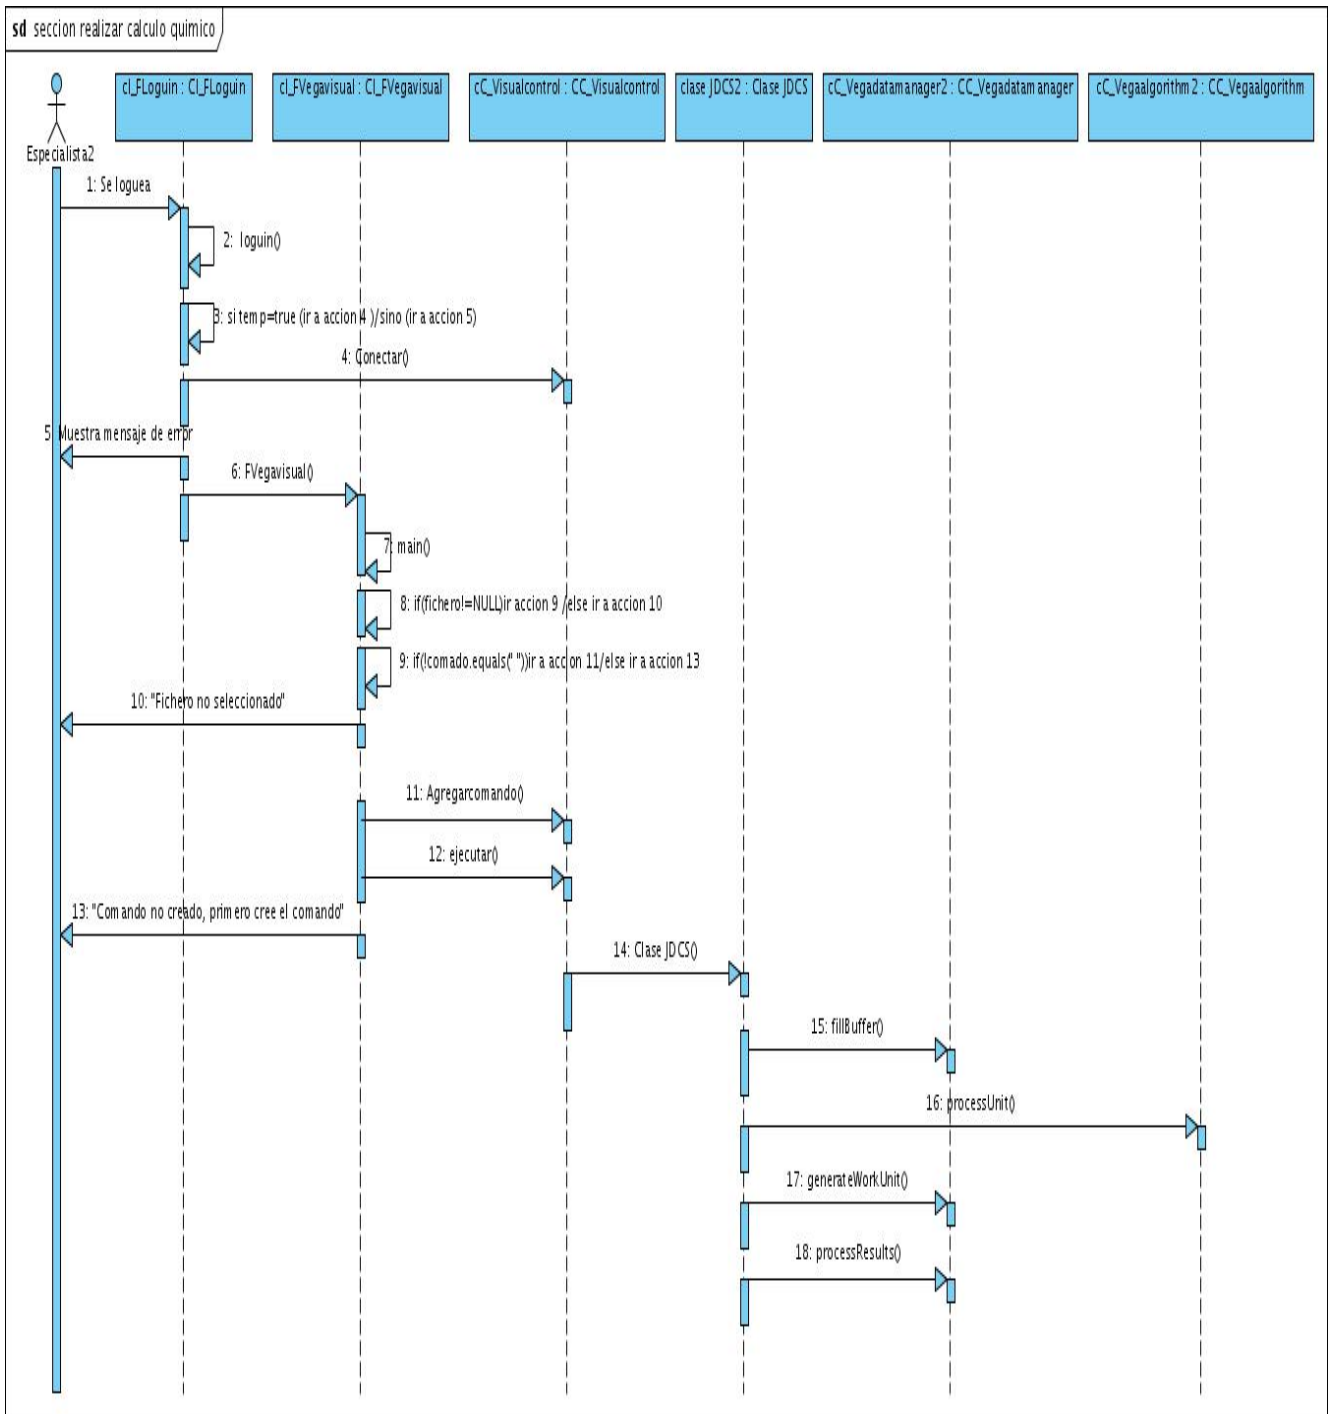 sd seccion realizar calculo quimico
cI_FLoguin : CI_FLoguin
cI_FVegavisual : CI_FVegavisual
cC_Visualcontrol : CC_Visualcontrol
clase JDCS2 : Clase JDCS
cC_Vegadatamanager2 : CC_Vegadatamanager
cC_Vegaalgorithm2 : CC_Vegaalgorithm
Especialista2
1: Se loguea
2: loguin()
3: si temp=true (ir a accion 4 )/sino (ir a accion 5)
4: Conectar()
5: Muestra mensaje de error
6: FVegavisual()
7: main()
8: if(fichero!=NULL)ir accion 9 /else ir a accion 10
9: if(!comado.equals(" "))ir a accion 11/else ir a accion 13
10: "Fichero no seleccionado"
11: Agregarcomando()
12: ejecutar()
13: "Comando no creado, primero cree el comando"
14: Clase JDCS()
15: fillBuffer()
16: processUnit()
17: generateWorkUnit()
18: processResults()